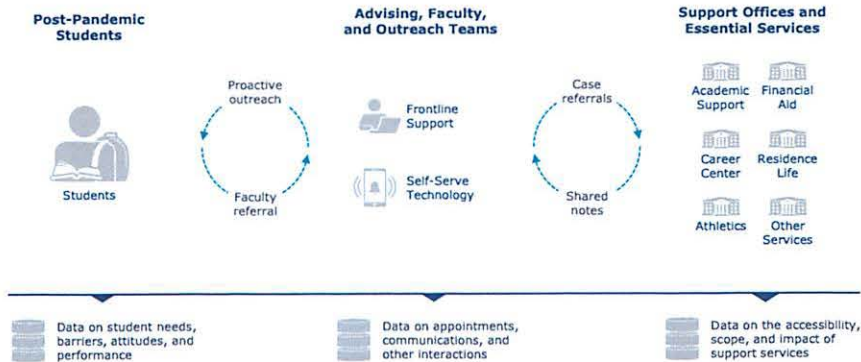 Post-Pandemic
Students
Advising, Faculty,
and Outreach Teams
Support Offices and
Essential Services
Proactive
outreach
Faculty
referral
Students
Frontline
Support
Self-Serve
Technology
Case
referrals
Shared
notes
Academic
Support
Financial
Aid
Career
Center
Residence
Life
Athletics
Other
Services
Data on student needs,
barriers, attitudes, and
performance
Data on appointments,
communications, and
other interactions
Data on the accessibility,
scope, and impact of
support services